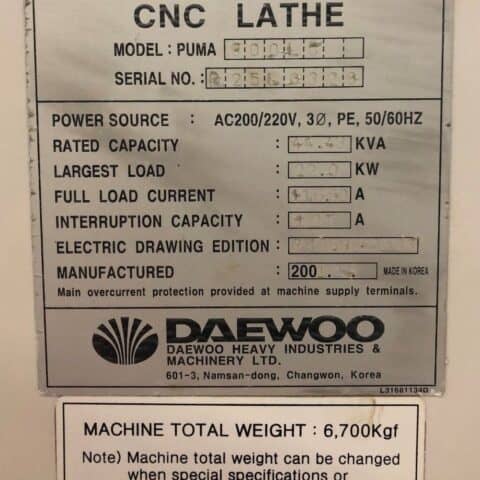 CNC LATHE
MODEL: PUMA
SERIAL NO.:
POWER SOURCE : AC200/220V, 3Ø, PE, 50/60HZ
RATED CAPACITY : KVA
LARGEST LOAD : KW
FULL LOAD CURRENT : A
INTERRUPTION CAPACITY : A
ELECTRIC DRAWING EDITION :
MANUFACTURED : 200 MADE IN KOREA
Main overcurrent protection provided at machine supply terminals.
DAEWOO
DAEWOO HEAVY INDUSTRIES &
MACHINERY LTD.
601-3, Namsan-dong, Changwon, Korea
L31681134D
MACHINE TOTAL WEIGHT : 6,700Kgf
Note) Machine total weight can be changed
when special specifications or